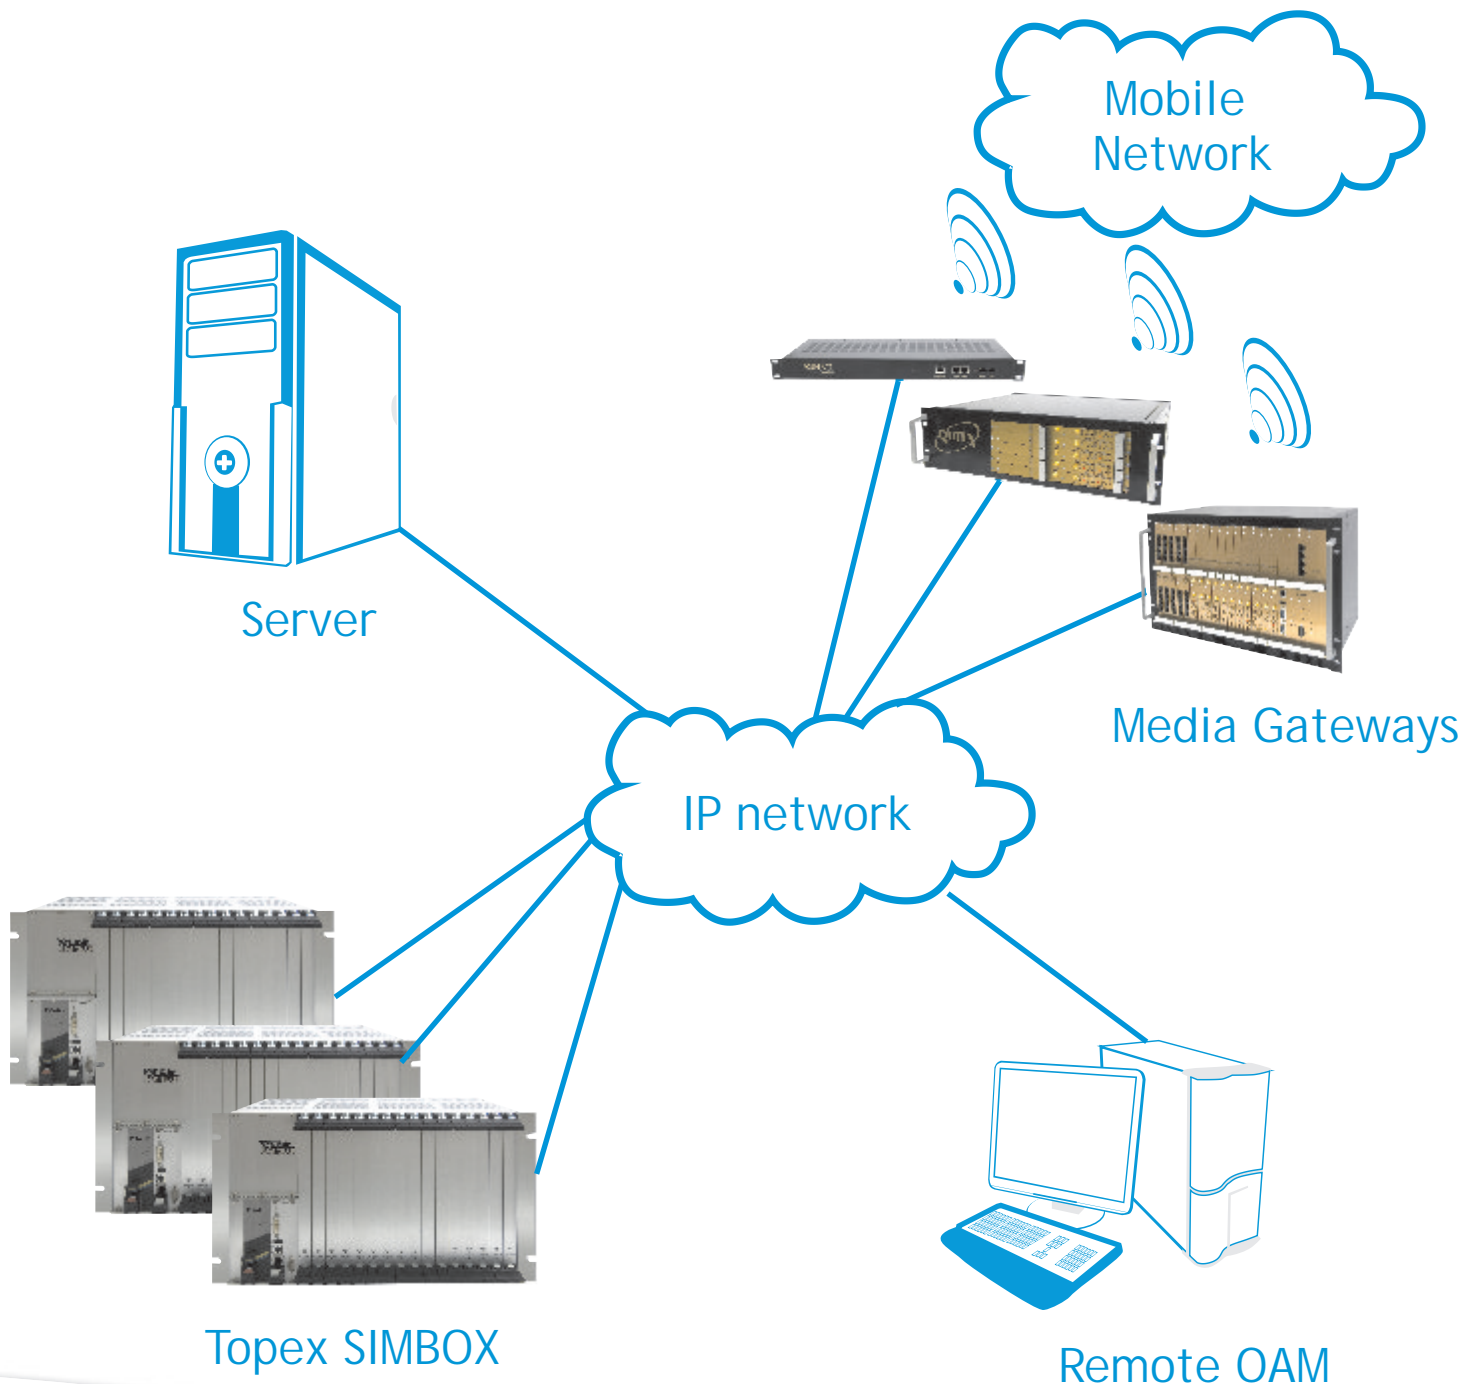 Mobile
Network
Server
Media Gateways
IP network
Topex SIMBOX
Remote OAM